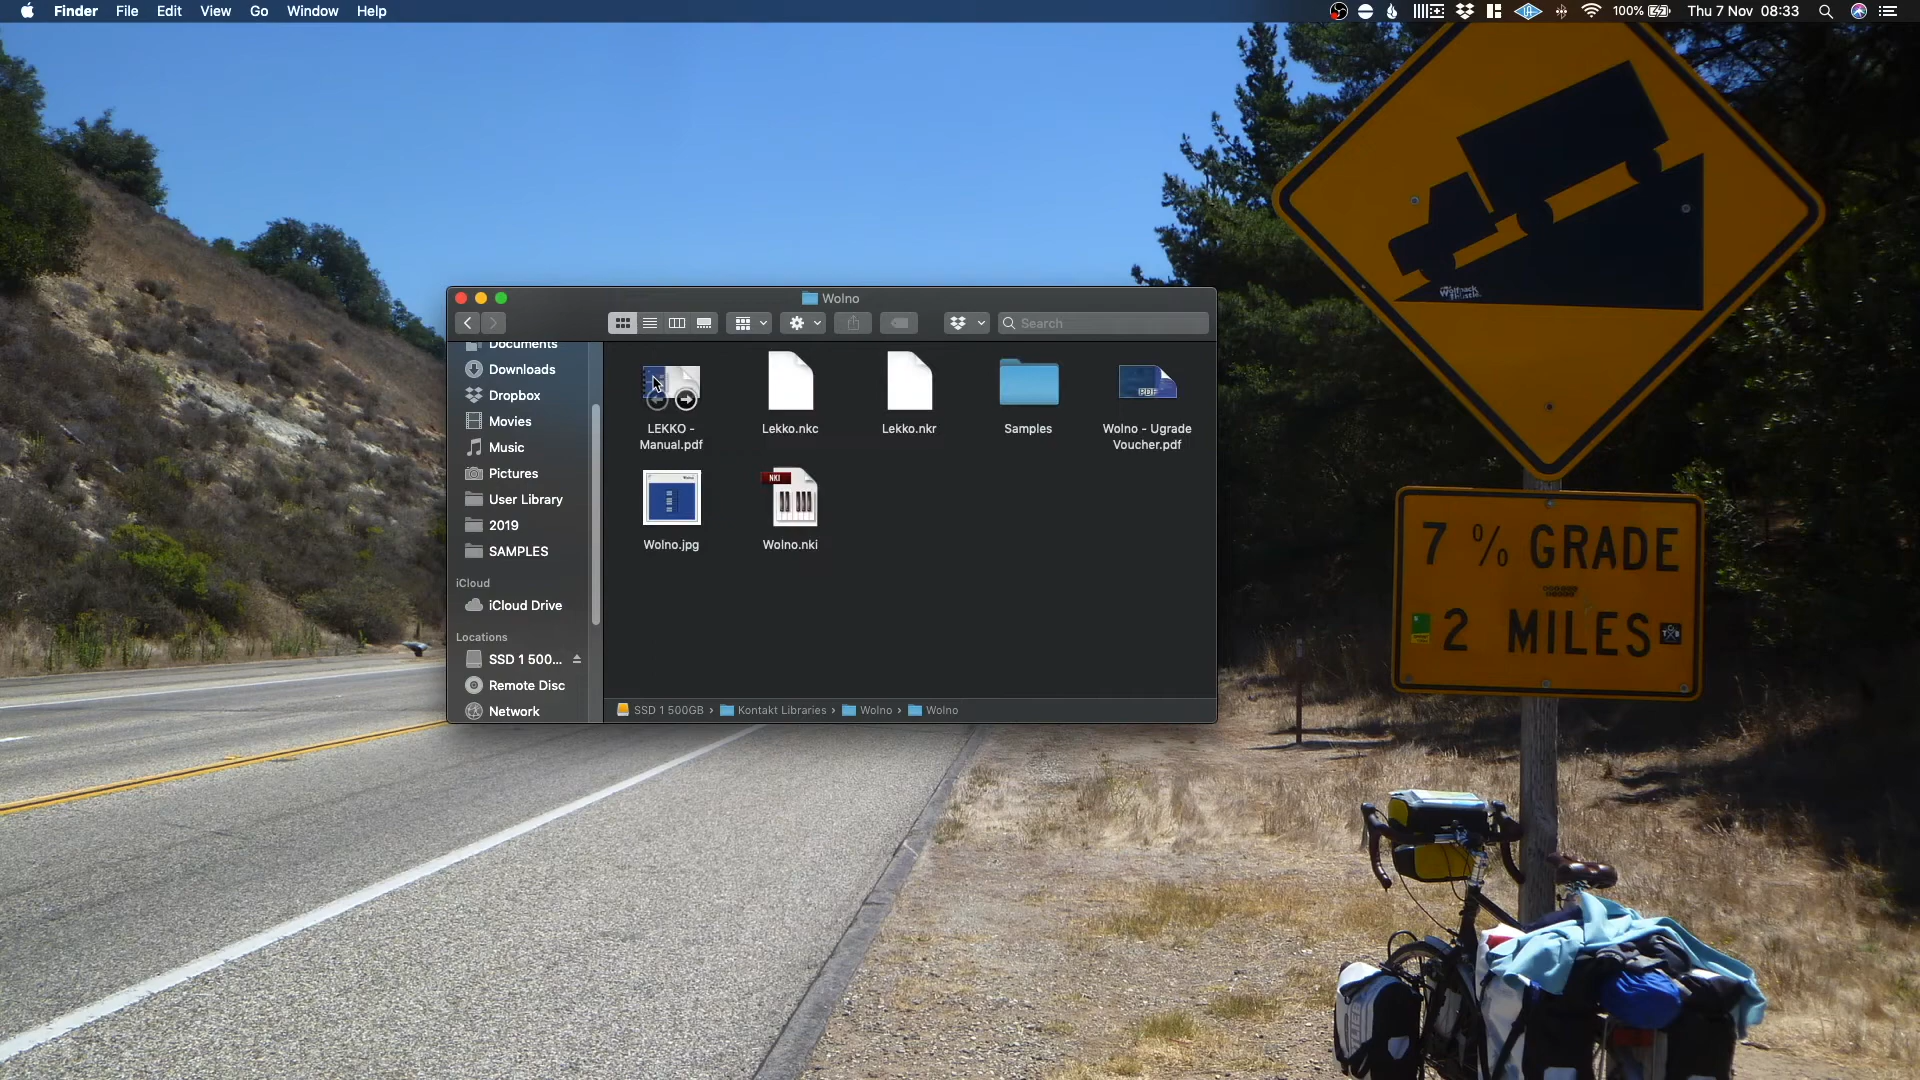 Finder File Edit View Go Window Help
100% Thu 7 Nov 08:33
Wolno
Search
Documents
Downloads
Dropbox
Movies
Music
Pictures
User Library
2019
SAMPLES
iCloud
iCloud Drive
Locations
SSD 1 500...
Remote Disc
Network
LEKKO -
Manual.pdf
Lekko.nkc
Lekko.nkr
Samples
PDF
Wolno - Ugrade
Voucher.pdf
Wolno.jpg
NKI
Wolno.nki
SSD 1 500GB › Kontakt Libraries › Wolno › Wolno
7 % GRADE
2 MILES